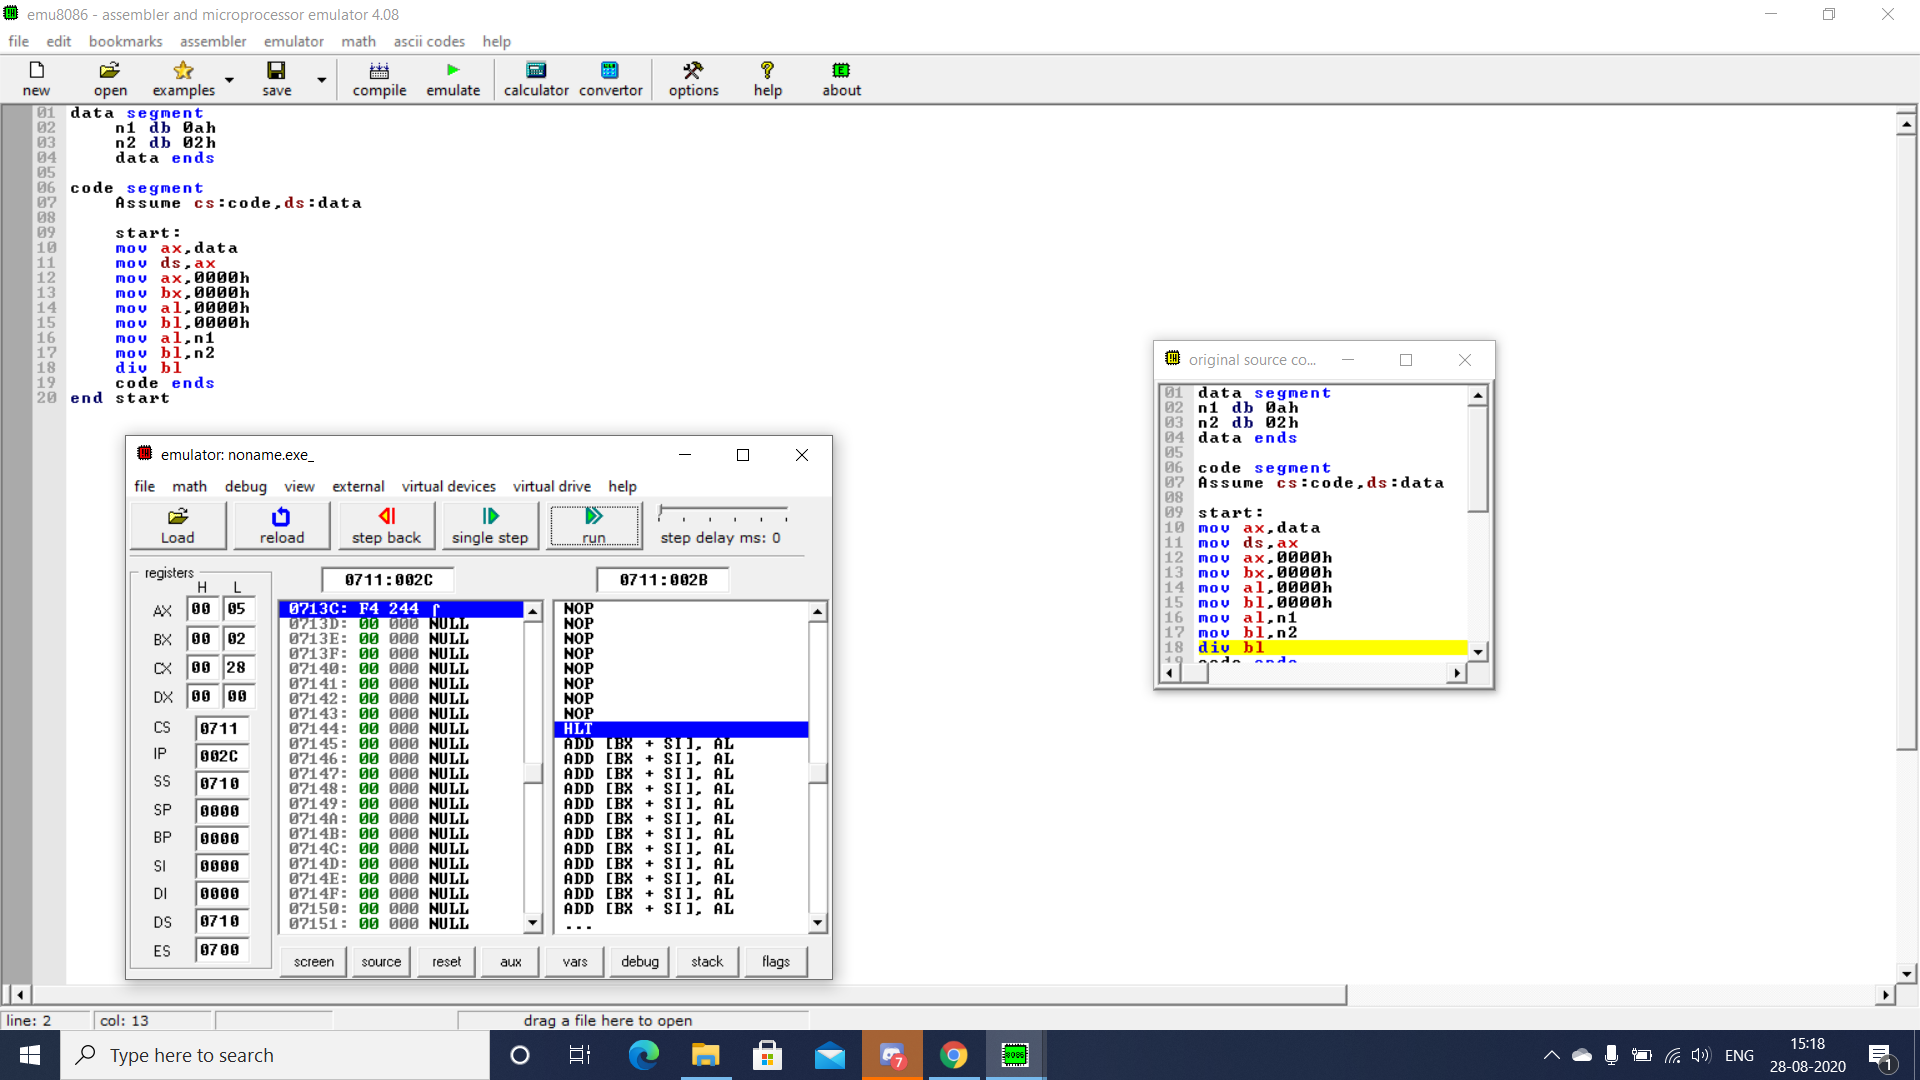 emu8086 - assembler and microprocessor emulator 4.08
file edit bookmarks assembler emulator math ascii codes help
new open examples save compile emulate calculator convertor options help about
01 data segment
02 n1 db 0ah
03 n2 db 02h
04 data ends
05
06 code segment
07 Assume cs:code,ds:data
08
09 start:
10 mov ax,data
11 mov ds,ax
12 mov ax,0000h
13 mov bx,0000h
14 mov al,0000h
15 mov bl,0000h
16 mov al,n1
17 mov bl,n2
18 div bl
19 code ends
20 end start
emulator: noname.exe_
file math debug view external virtual devices virtual drive help
Load reload step back single step run step delay ms: 0
registers
H L
AX 00 05
BX 00 02
CX 00 28
DX 00 00
CS 0711
IP 002C
SS 0710
SP 0000
BP 0000
SI 0000
DI 0000
DS 0710
ES 0700
0711:002C
0713C: F4 244 ⌠
0713D: 00 000 NULL
0713E: 00 000 NULL
0713F: 00 000 NULL
07140: 00 000 NULL
07141: 00 000 NULL
07142: 00 000 NULL
07143: 00 000 NULL
07144: 00 000 NULL
07145: 00 000 NULL
07146: 00 000 NULL
07147: 00 000 NULL
07148: 00 000 NULL
07149: 00 000 NULL
0714A: 00 000 NULL
0714B: 00 000 NULL
0714C: 00 000 NULL
0714D: 00 000 NULL
0714E: 00 000 NULL
0714F: 00 000 NULL
07150: 00 000 NULL
07151: 00 000 NULL
0711:002B
NOP
NOP
NOP
NOP
NOP
NOP
NOP
NOP
HLT
ADD [BX + SI], AL
ADD [BX + SI], AL
ADD [BX + SI], AL
ADD [BX + SI], AL
ADD [BX + SI], AL
ADD [BX + SI], AL
ADD [BX + SI], AL
ADD [BX + SI], AL
ADD [BX + SI], AL
ADD [BX + SI], AL
ADD [BX + SI], AL
ADD [BX + SI], AL
...
screen source reset aux vars debug stack flags
original source co...
01 data segment
02 n1 db 0ah
03 n2 db 02h
04 data ends
05
06 code segment
07 Assume cs:code,ds:data
08
09 start:
10 mov ax,data
11 mov ds,ax
12 mov ax,0000h
13 mov bx,0000h
14 mov al,0000h
15 mov bl,0000h
16 mov al,n1
17 mov bl,n2
18 div bl
19 code ends
line: 2 col: 13 drag a file here to open
Type here to search
7
8086
ENG
15:18
28-08-2020
1